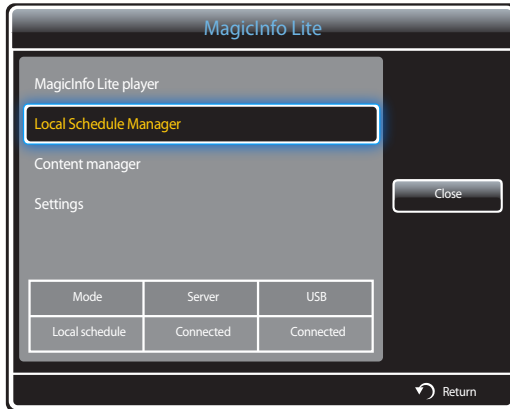 MagicInfo Lite
MagicInfo Lite player
Local Schedule Manager
Content manager
Settings
Close
Mode Server USB
Local schedule Connected Connected
Return